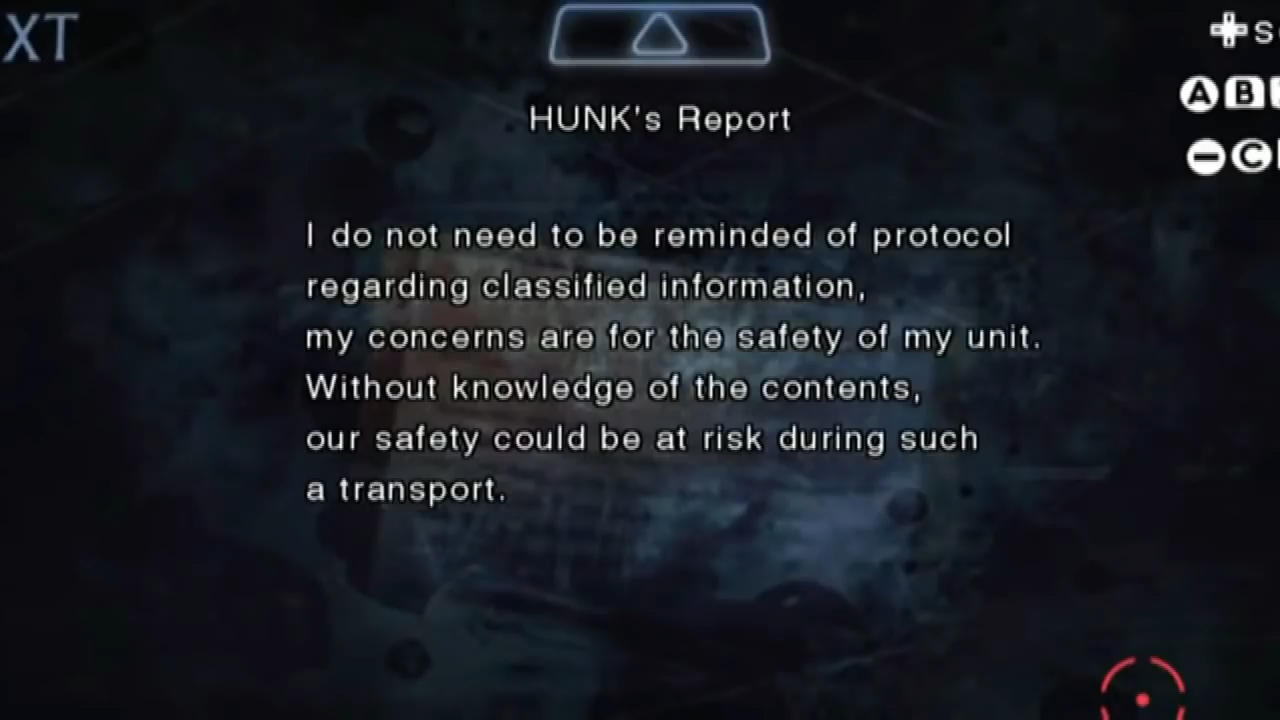 XT
HUNK's Report
A B
C
I do not need to be reminded of protocol
regarding classified information,
my concerns are for the safety of my unit.
Without knowledge of the contents,
our safety could be at risk during such
a transport.